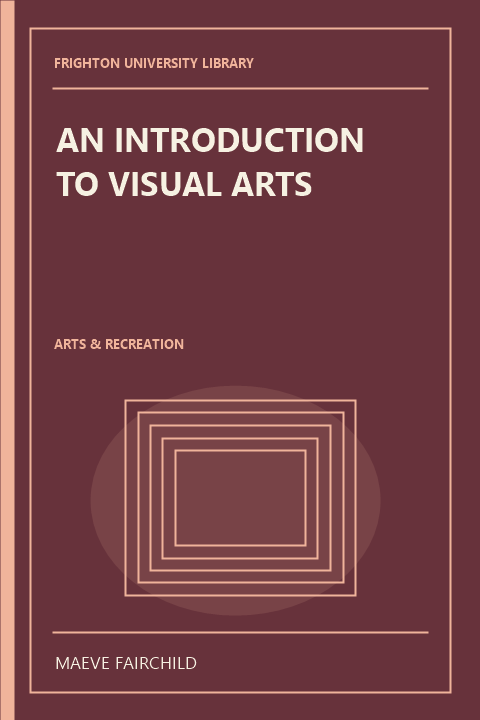 FRIGHTON UNIVERSITY LIBRARY
AN INTRODUCTION
TO VISUAL ARTS
ARTS & RECREATION
MAEVE FAIRCHILD